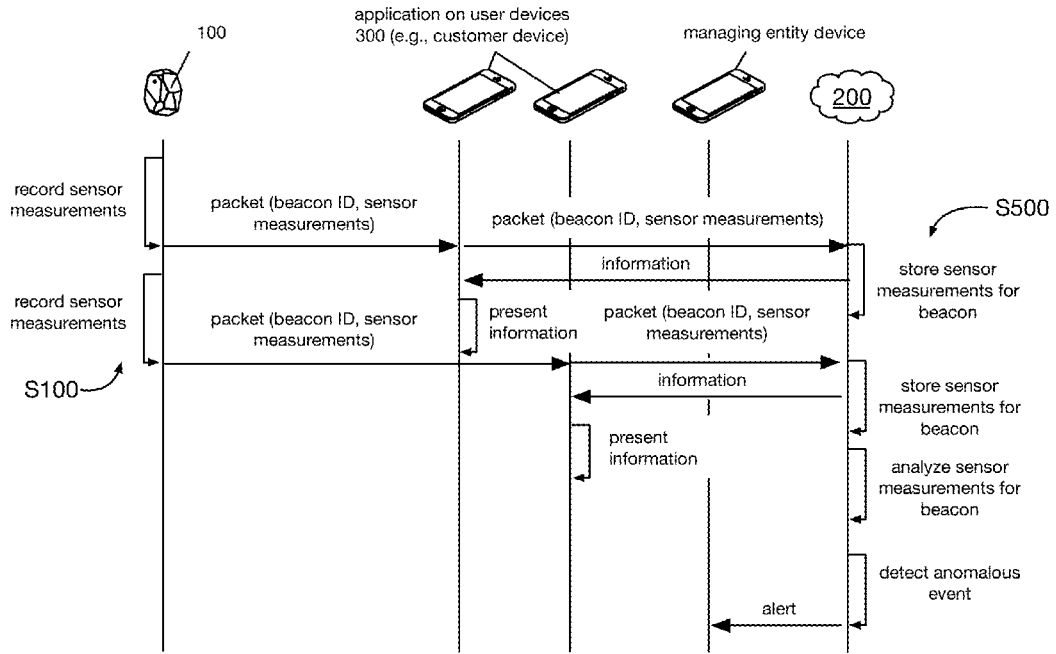 application on user devices
300 (e.g., customer device)
100
managing entity device
200
record sensor
measurements
packet (beacon ID, sensor
measurements)
packet (beacon ID, sensor measurements)
S500
information
store sensor
measurements for
beacon
record sensor
measurements
packet (beacon ID, sensor
measurements)
present
information
packet (beacon ID, sensor
measurements)
S100
information
store sensor
measurements for
beacon
present
information
analyze sensor
measurements for
beacon
detect anomalous
event
alert